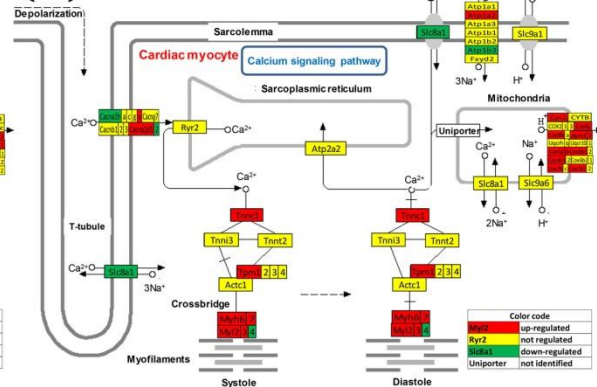 Depolarization
Sarcolemma
Atp1a1
Atp1a2
Atp1a3
Atp1b1
Atp1b2
Atp1b3
Fxyd2
Slc8a1
Slc9a1
3Na⁺
H⁺
Cardiac myocyte
Calcium signaling pathway
Sarcoplasmic reticulum
Mitochondria
Ca²⁺
Ryr2
Ca²⁺
Atp2a2
Uniporter
H
CYTB
Na⁺
Ca²⁺
Slc8a1
Slc9a6
2Na⁺
H⁺
Ca²⁺
Ca²⁺
Tnnc1
Tnnc1
Tnni3
Tnnt2
Tnni3
Tnnt2
T-tubule
Tpm1 2 3 4
Tpm1 2 3 4
Actc1
Actc1
Ca²⁺
Slc8a1
3Na⁺
Crossbridge
Myh6 7
Myl2 3 4
Myh6 7
Myl2 3 4
Myofilaments
Systole
Diastole
Color code
Myl2 up-regulated
Ryr2 not regulated
Slc8a1 down-regulated
Uniporter not identified